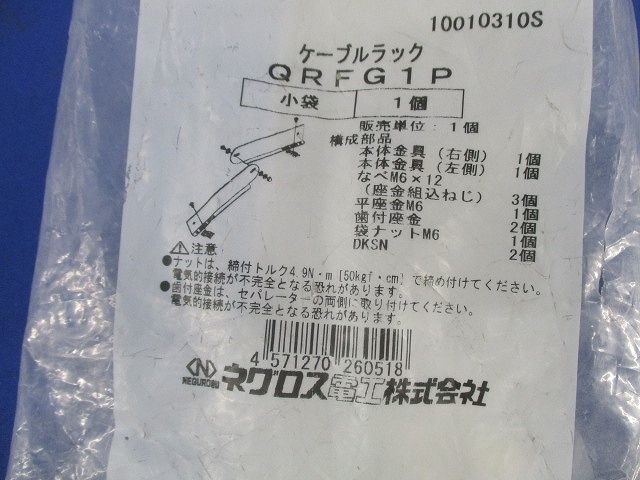 10010310S
ケーブルラック
QRFG1P
小袋 1個
販売単位：1個
構成部品
本体金具（右側） 1個
本体金具（左側） 1個
なべM6×12
（座金組込ねじ） 3個
平座金M6 1個
歯付座金 2個
袋ナットM6 1個
DKSN 2個
⚠注意：
●ナットは、締付トルク4.9N・m［50kgf・cm］で締め付けてください。
電気的接続が不完全となる恐れがあります。
●歯付座金は、セパレーターの両側に取り付けてください。
電気的接続が不完全となる恐れがあります。
4 571270 260518
NEGUROSU ネグロス電工株式会社